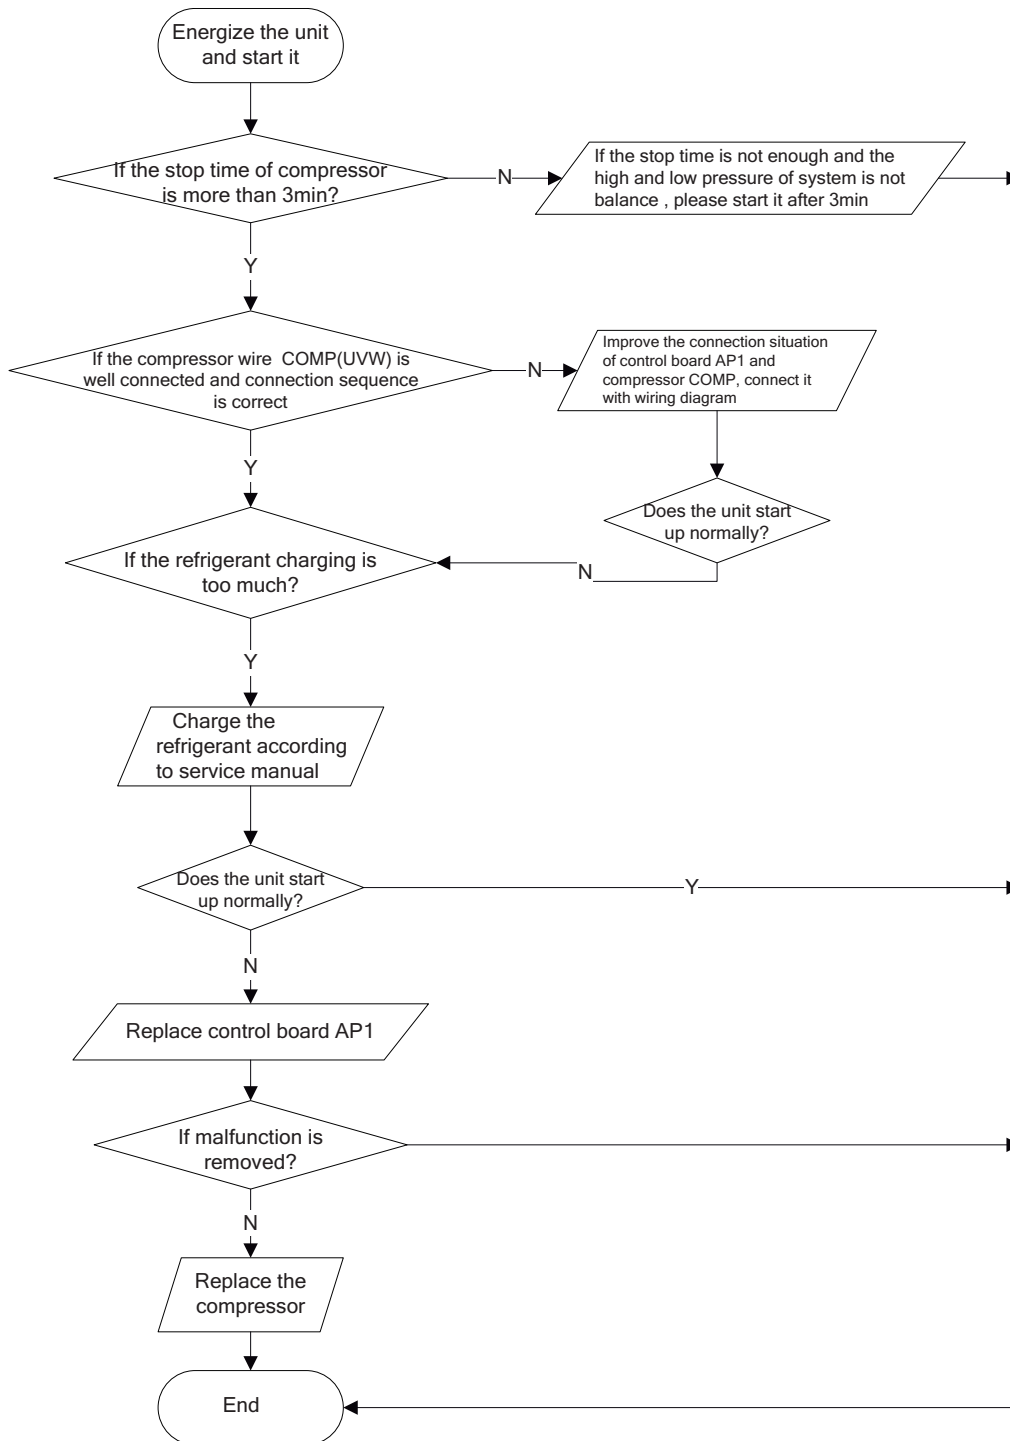 Energize the unit
and start it
If the stop time of compressor
is more than 3min?
N
If the stop time is not enough and the
high and low pressure of system is not
balance , please start it after 3min
Y
If the compressor wire  COMP(UVW) is
well connected and connection sequence
is correct
N
Improve the connection situation
of control board AP1 and
compressor COMP, connect it
with wiring diagram
Y
Does the unit start
up normally?
If the refrigerant charging is
too much?
N
Y
Charge the
refrigerant according
to service manual
Does the unit start
up normally?
Y
N
Replace control board AP1
If malfunction is
removed?
N
Replace the
compressor
End